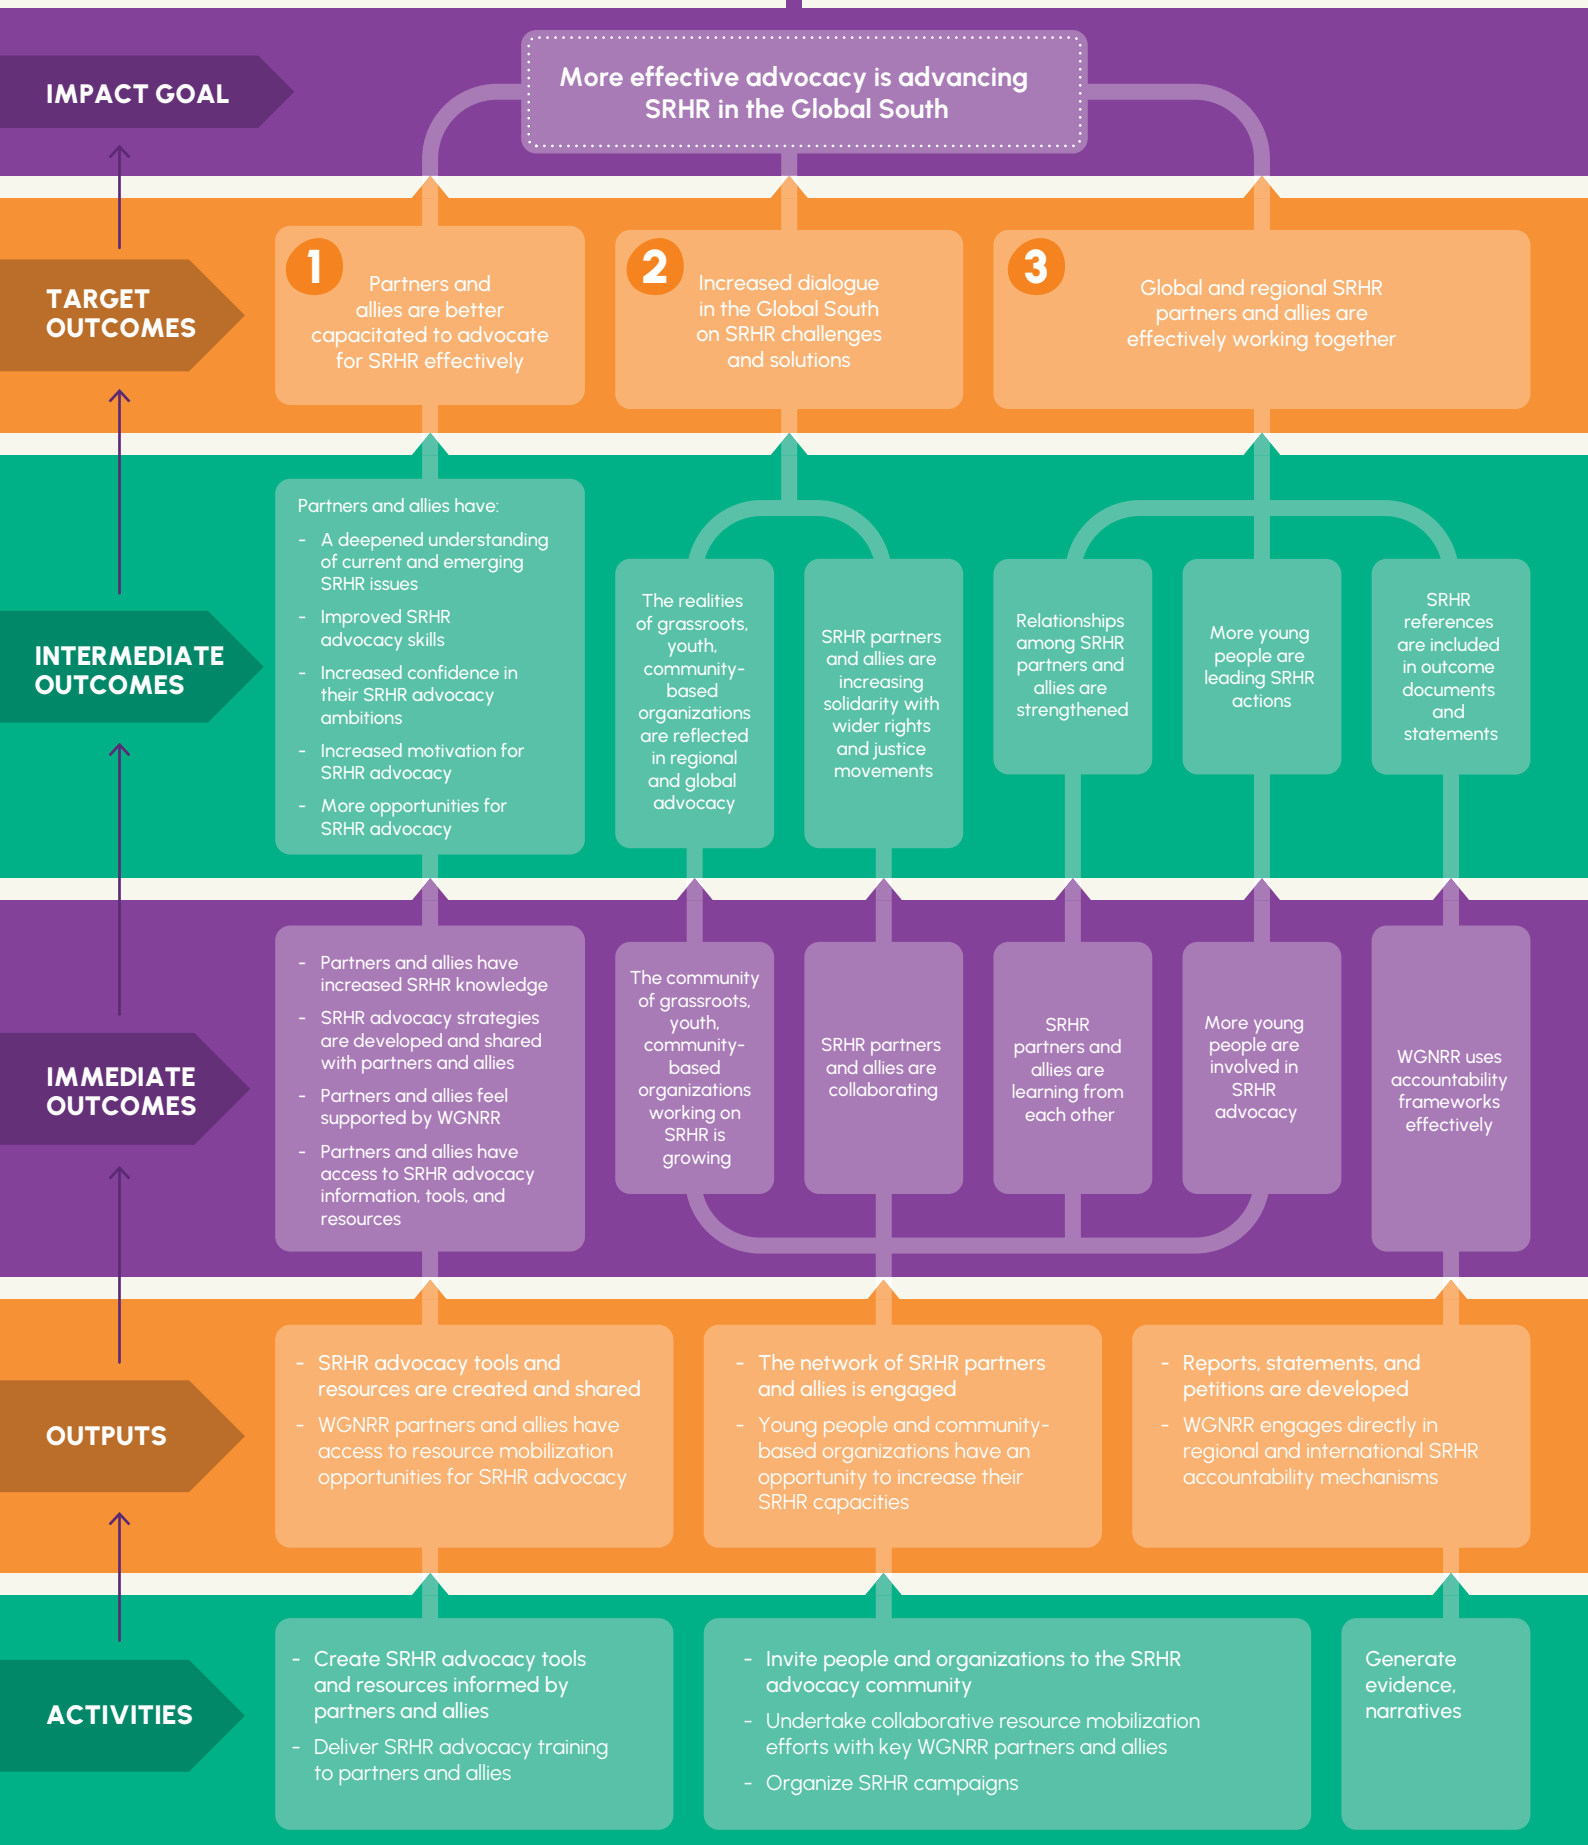 IMPACT GOAL
More effective advocacy is advancing
SRHR in the Global South
TARGET
OUTCOMES
1
Partners and
allies are better
capacitated to advocate
for SRHR effectively
2
Increased dialogue
in the Global South
on SRHR challenges
and solutions
3
Global and regional SRHR
partners and allies are
effectively working together
INTERMEDIATE
OUTCOMES
Partners and allies have:
- A deepened understanding
of current and emerging
SRHR issues
- Improved SRHR
advocacy skills
- Increased confidence in
their SRHR advocacy
ambitions
- Increased motivation for
SRHR advocacy
- More opportunities for
SRHR advocacy
The realities
of grassroots,
youth,
community-
based
organizations
are reflected
in regional
and global
advocacy
SRHR partners
and allies are
increasing
solidarity with
wider rights
and justice
movements
Relationships
among SRHR
partners and
allies are
strengthened
More young
people are
leading SRHR
actions
SRHR
references
are included
in outcome
documents
and
statements
IMMEDIATE
OUTCOMES
- Partners and allies have
increased SRHR knowledge
- SRHR advocacy strategies
are developed and shared
with partners and allies
- Partners and allies feel
supported by WGNRR
- Partners and allies have
access to SRHR advocacy
information, tools, and
resources
The community
of grassroots,
youth,
community-
based
organizations
working on
SRHR is
growing
SRHR partners
and allies are
collaborating
SRHR
partners and
allies are
learning from
each other
More young
people are
involved in
SRHR
advocacy
WGNRR uses
accountability
frameworks
effectively
OUTPUTS
- SRHR advocacy tools and
resources are created and shared
- WGNRR partners and allies have
access to resource mobilization
opportunities for SRHR advocacy
- The network of SRHR partners
and allies is engaged
- Young people and community-
based organizations have an
opportunity to increase their
SRHR capacities
- Reports, statements, and
petitions are developed
- WGNRR engages directly in
regional and international SRHR
accountability mechanisms
ACTIVITIES
- Create SRHR advocacy tools
and resources informed by
partners and allies
- Deliver SRHR advocacy training
to partners and allies
- Invite people and organizations to the SRHR
advocacy community
- Undertake collaborative resource mobilization
efforts with key WGNRR partners and allies
- Organize SRHR campaigns
Generate
evidence,
narratives